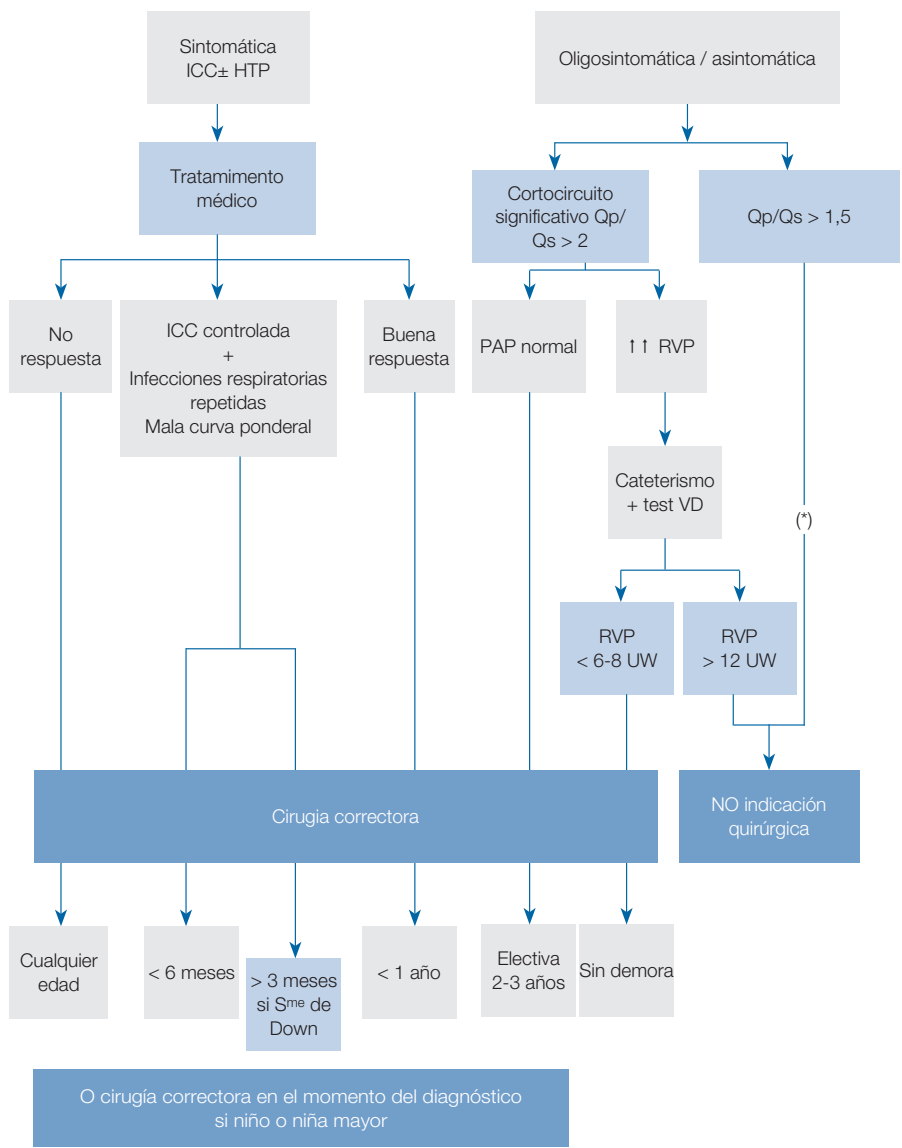 Sintomática
ICC± HTP
Oligosintomática / asintomática
Tratamimento
médico
Cortocircuito
significativo Qp/
Qs > 2
Qp/Qs > 1,5
No
respuesta
ICC controlada
+
Infecciones respiratorias
repetidas
Mala curva ponderal
Buena
respuesta
PAP normal
↑↑ RVP
Cateterismo
+ test VD
(*)
RVP
< 6-8 UW
RVP
> 12 UW
Cirugia correctora
NO indicación
quirúrgica
Cualquier
edad
< 6 meses
> 3 meses
si Sme de
Down
< 1 año
Electiva
2-3 años
Sin demora
O cirugía correctora en el momento del diagnóstico
si niño o niña mayor